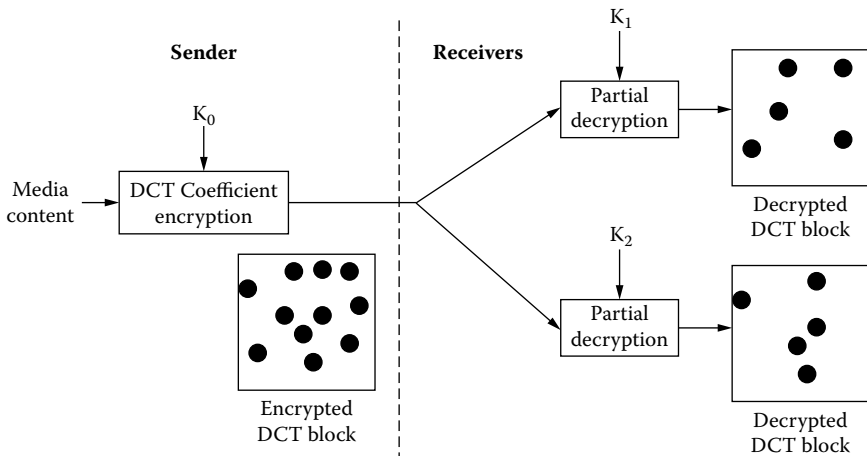 Sender
Receivers
K0
Media
content
DCT Coefficient
encryption
Encrypted
DCT block
K1
Partial
decryption
Decrypted
DCT block
K2
Partial
decryption
Decrypted
DCT block